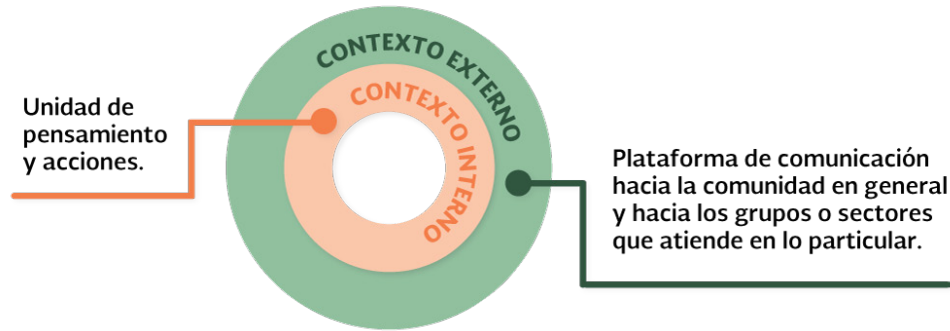 CONTEXTO EXTERNO
CONTEXTO INTERNO
Unidad de
pensamiento
y acciones.
Plataforma de comunicación
hacia la comunidad en general
y hacia los grupos o sectores
que atiende en lo particular.